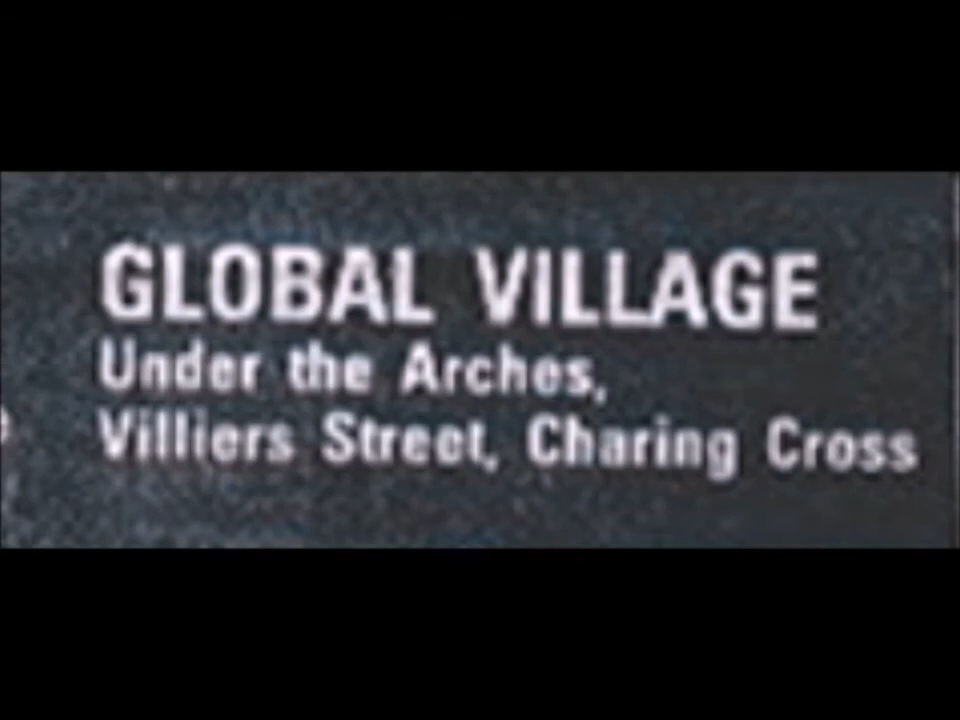 GLOBAL VILLAGE
Under the Arches,
Villiers Street, Charing Cross